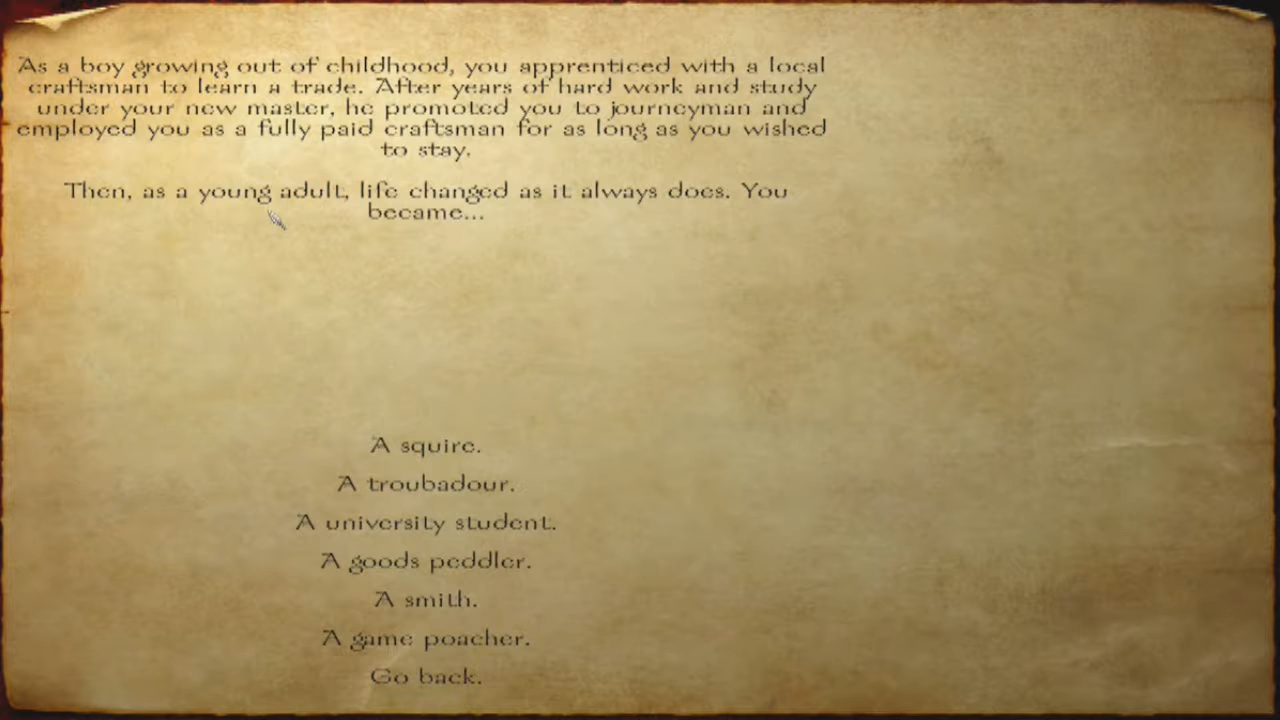 As a boy growing out of childhood, you apprenticed with a local
craftsman to learn a trade. After years of hard work and study
under your new master, he promoted you to journeyman and
employed you as a fully paid craftsman for as long as you wished
to stay.
Then, as a young adult, life changed as it always does. You
became...
A squire.
A troubadour.
A university student.
A goods peddler.
A smith.
A game poacher.
Go back.